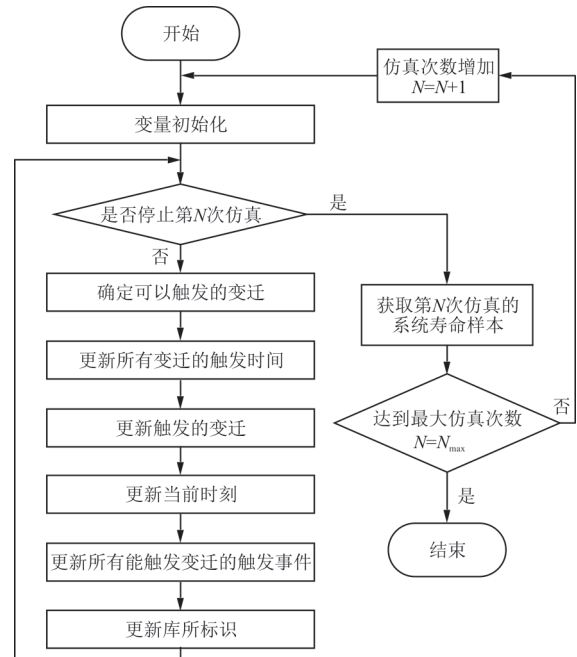 开始
仿真次数增加
N=N+1
变量初始化
是否停止第N次仿真
是
否
确定可以触发的变迁
获取第N次仿真的
系统寿命样本
更新所有变迁的触发时间
更新触发的变迁
达到最大仿真次数
N=Nmax
否
是
更新当前时刻
更新所有能触发变迁的触发事件
结束
更新库所标识